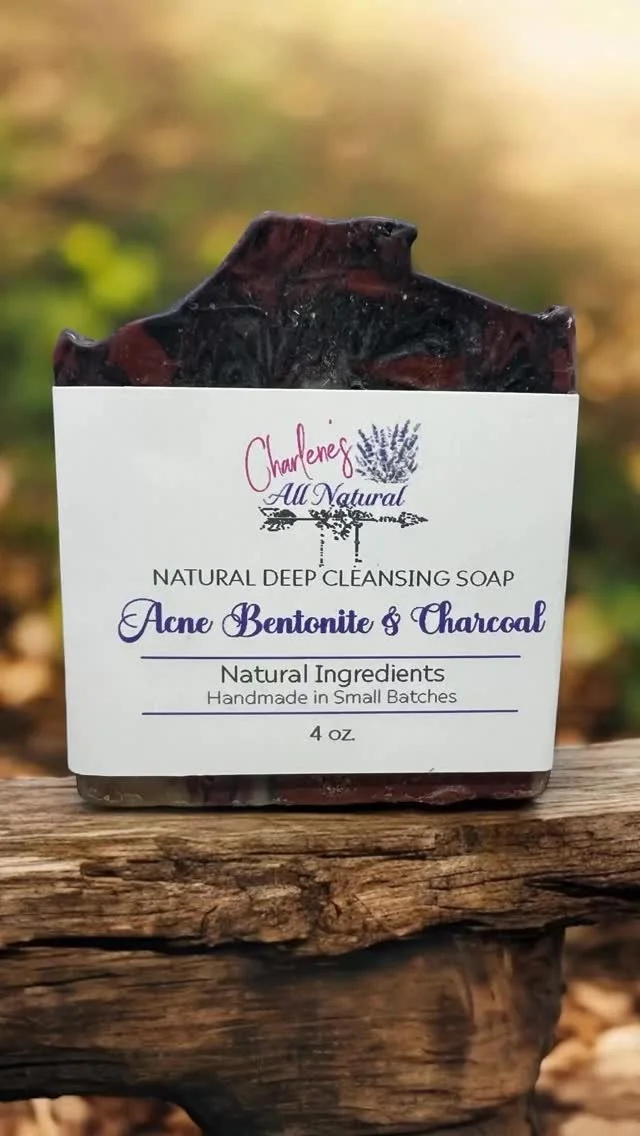 Charlene's
All Natural
NATURAL DEEP CLEANSING SOAP
Acne Bentonite & Charcoal
Natural Ingredients
Handmade in Small Batches
4 oz.